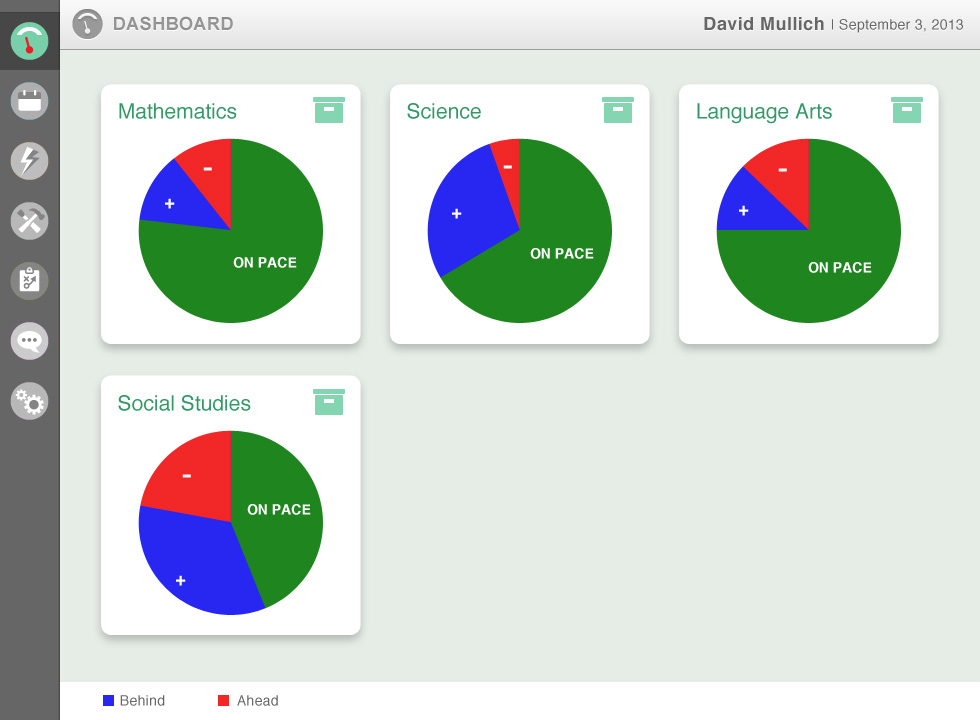 DASHBOARD
David Mullich | September 3, 2013
Mathematics
-
+
ON PACE
Science
-
+
ON PACE
Language Arts
-
+
ON PACE
Social Studies
-
ON PACE
+
Behind
Ahead